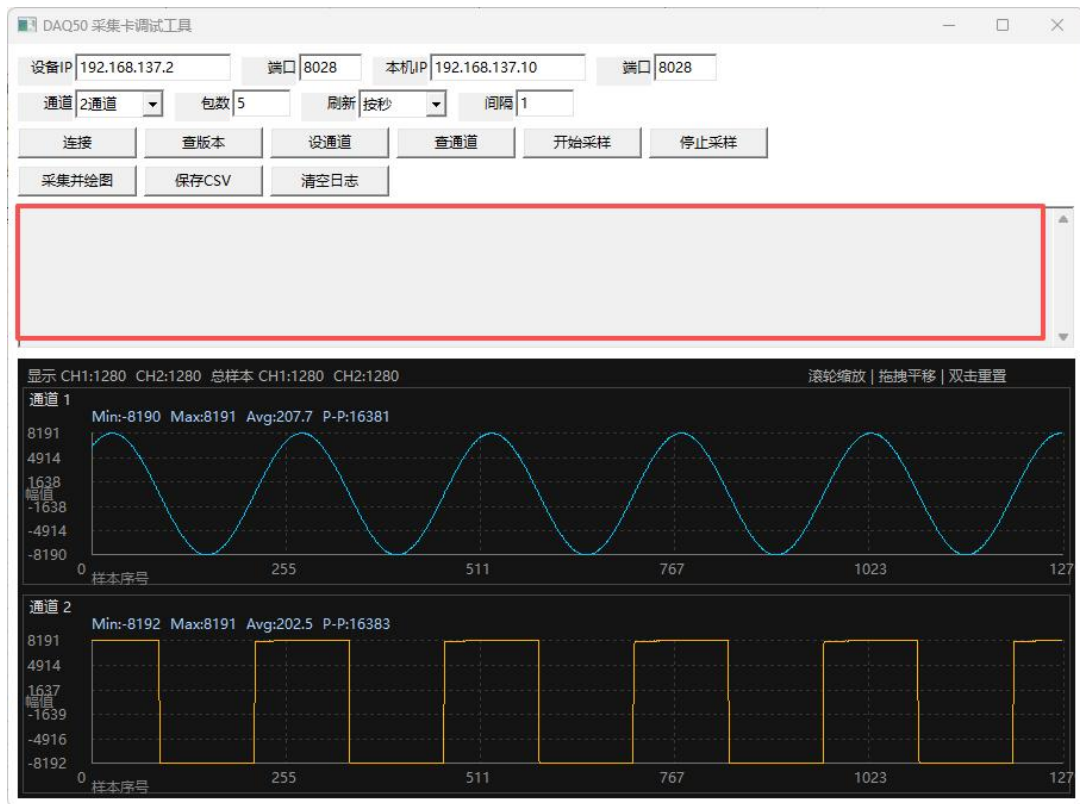 DAQ50 采集卡调试工具
设备IP 192.168.137.2 端口 8028 本机IP 192.168.137.10 端口 8028
通道 2通道 包数 5 刷新 按秒 间隔 1
连接 查版本 设通道 查通道 开始采样 停止采样
采集并绘图 保存CSV 清空日志
显示 CH1:1280 CH2:1280 总样本 CH1:1280 CH2:1280 滚轮缩放 | 拖拽平移 | 双击重置
通道 1
Min:-8190 Max:8191 Avg:207.7 P-P:16381
8191
4914
1638
幅值
-1638
-4914
-8190
0 255 511 767 1023 127
样本序号
通道 2
Min:-8192 Max:8191 Avg:202.5 P-P:16383
8191
4914
1637
幅值
-1639
-4916
-8192
0 255 511 767 1023 127
样本序号